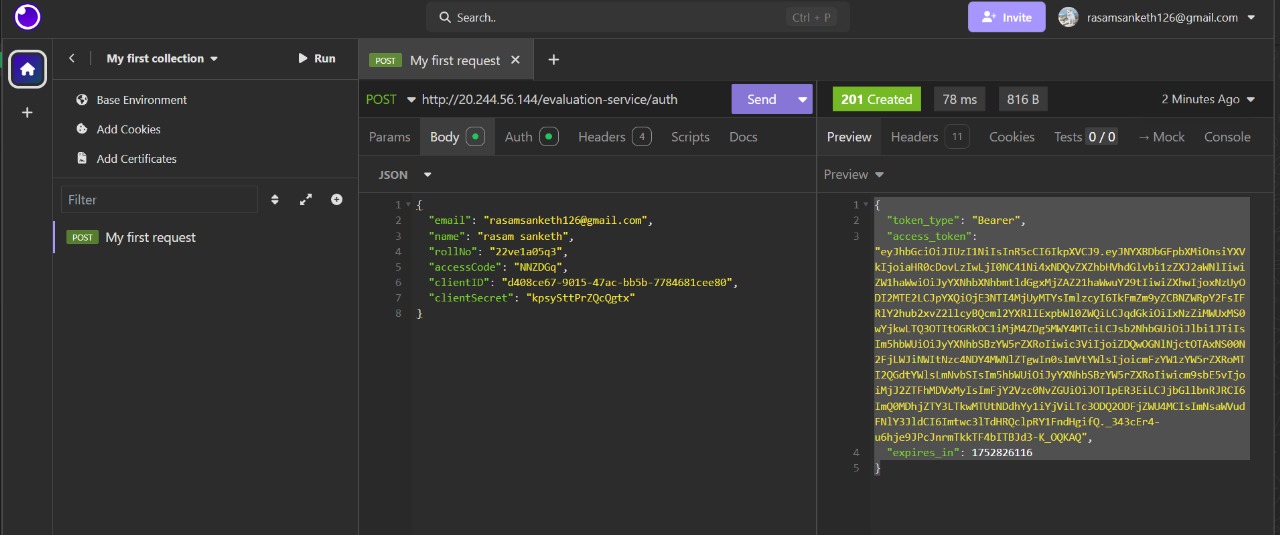 Search..
Ctrl + P
Invite
rasamsanketh126@gmail.com
My first collection
Run
Base Environment
Add Cookies
Add Certificates
Filter
POST My first request
POST My first request
POST http://20.244.56.144/evaluation-service/auth
Send
Params Body Auth Headers 4 Scripts Docs
JSON
1 {
2 "email": "rasamsanketh126@gmail.com",
3 "name": "rasam sanketh",
4 "rollNo": "22ve1a05q3",
5 "accessCode": "NNZDGq",
6 "clientID": "d408ce67-9015-47ac-bb5b-7784681cee80",
7 "clientSecret": "kpsySttPrZQcQgtx"
8 }
201 Created 78 ms 816 B 2 Minutes Ago
Preview Headers 11 Cookies Tests 0 / 0 → Mock Console
Preview
1 {
2 "token_type": "Bearer",
3 "access_token":
4 "expires_in": 1752826116
5 }